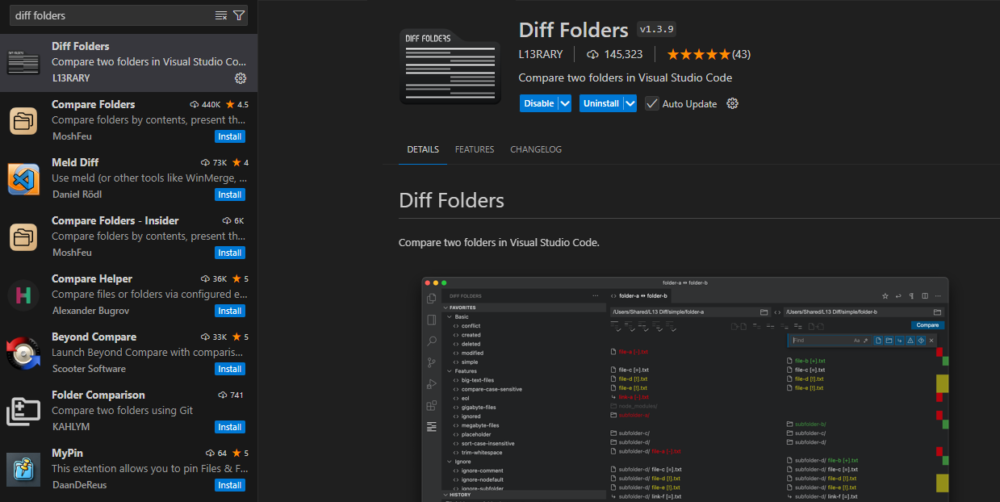 diff folders
Diff Folders
Compare two folders in Visual Studio Co...
L13RARY
Compare Folders 440K 4.5
Compare folders by contents, present th...
MoshFeu Install
Meld Diff 73K 4
Use meld (or other tools like WinMerge, ...
Daniel Rödl Install
Compare Folders - Insider 6K
Compare folders by contents, present th...
MoshFeu Install
Compare Helper 36K 5
Compare files or folders via configured e...
Alexander Bugrov Install
Beyond Compare 33K 5
Launch Beyond Compare with comparis...
Scooter Software Install
Folder Comparison 741
Compare two folders using Git
KAHLYM Install
MyPin 64 5
This extention allows you to pin Files & F...
DaanDeReus Install
DIFF FOLDERS
Diff Folders v1.3.9
L13RARY 145,323 (43)
Compare two folders in Visual Studio Code
Disable Uninstall Auto Update
DETAILS FEATURES CHANGELOG
Diff Folders
Compare two folders in Visual Studio Code.
folder-a ↔ folder-b
DIFF FOLDERS ...
FAVORITES
Basic
conflict
created
deleted
modified
simple
Features
big-text-files
compare-case-sensitive
eol
gigabyte-files
ignored
megabyte-files
placeholder
sort-case-insensitive
trim-whitespace
Ignore
ignore-comment
ignore-nodefault
ignore-subfolder
HISTORY
folder-a ↔ folder-b
/Users/Shared/L13 Diff/simple/folder-a /Users/Shared/L13 Diff/simple/folder-b
Compare
Find Aa
file-a [-].txt
file-b [+].txt
file-c [=].txt file-c [=].txt
file-d [!].txt file-d [!].txt
file-e [!].txt file-e [!].txt
link-a [-].txt
node_modules/
subfolder-a/
subfolder-b/
subfolder-c/ subfolder-c/
subfolder-d/ subfolder-d/
subfolder-d/ file-a [-].txt
subfolder-d/ file-b [+].txt
subfolder-d/ file-c [=].txt subfolder-d/ file-c [=].txt
subfolder-d/ file-d [!].txt subfolder-d/ file-d [!].txt
subfolder-d/ file-e [!].txt subfolder-d/ file-e [!].txt
subfolder-d/ link-f [=].txt subfolder-d/ link-f [=].txt